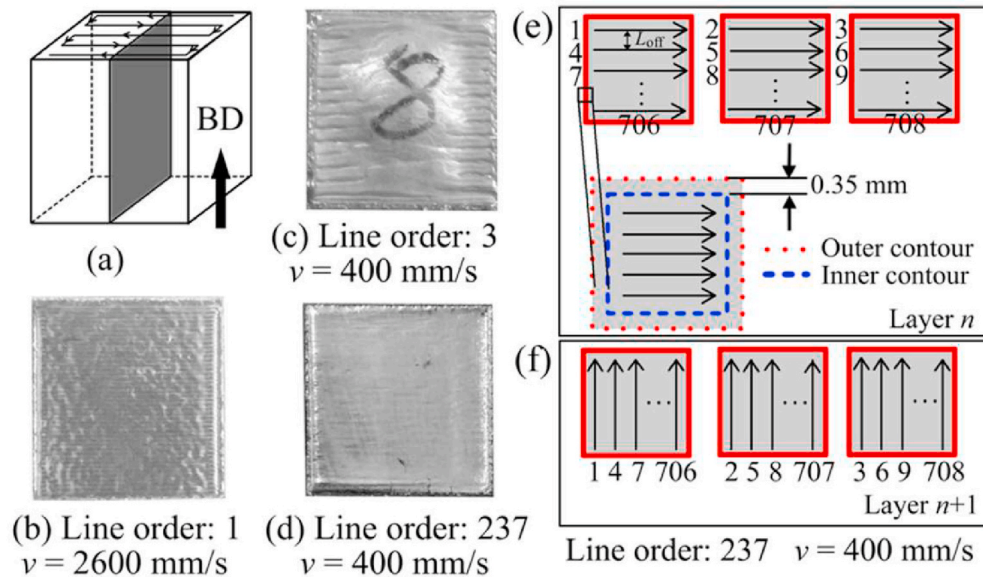 BD
(a)
(b) Line order: 1
v = 2600 mm/s
8
(c) Line order: 3
v = 400 mm/s
(d) Line order: 237
v = 400 mm/s
(e)
1
4
7
L_off
⋮
706
2
5
8
⋮
707
3
6
9
⋮
708
0.35 mm
Outer contour
Inner contour
Layer n
(f)
...
1 4 7 706
...
2 5 8 707
...
3 6 9 708
Layer n+1
Line order: 237 v = 400 mm/s